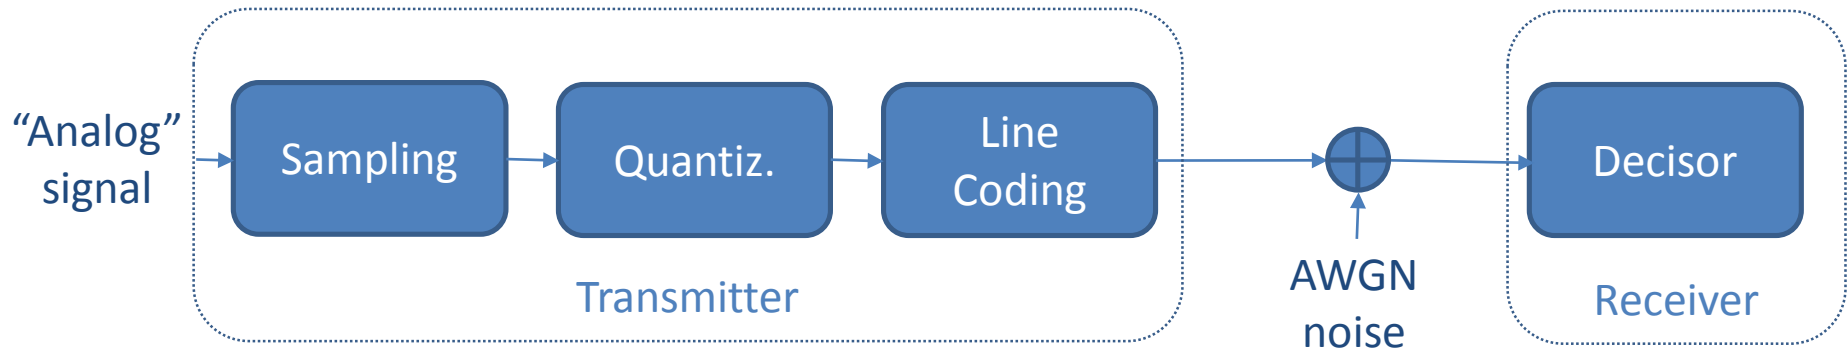 “Analog”
signal
Sampling
Quantiz.
Line
Coding
Transmitter
AWGN
noise
Decisor
Receiver